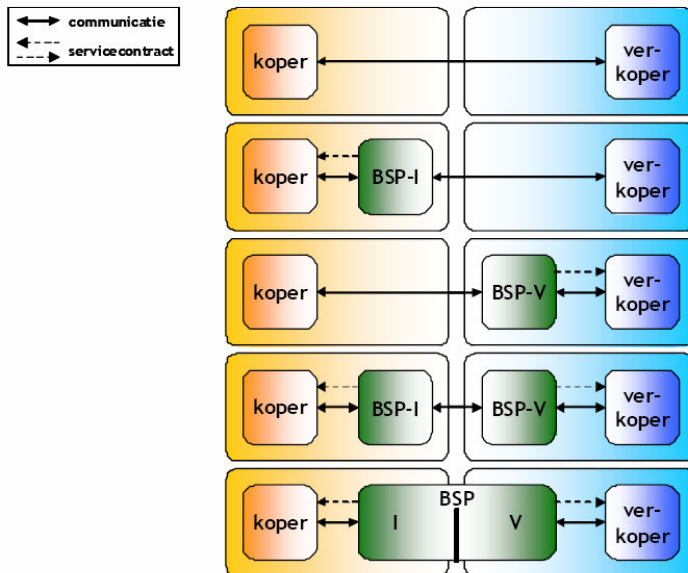 communicatie
servicecontract
koper
ver-
koper
koper
BSP-I
ver-
koper
koper
BSP-V
ver-
koper
koper
BSP-I
BSP-V
ver-
koper
koper
BSP
I
V
ver-
koper